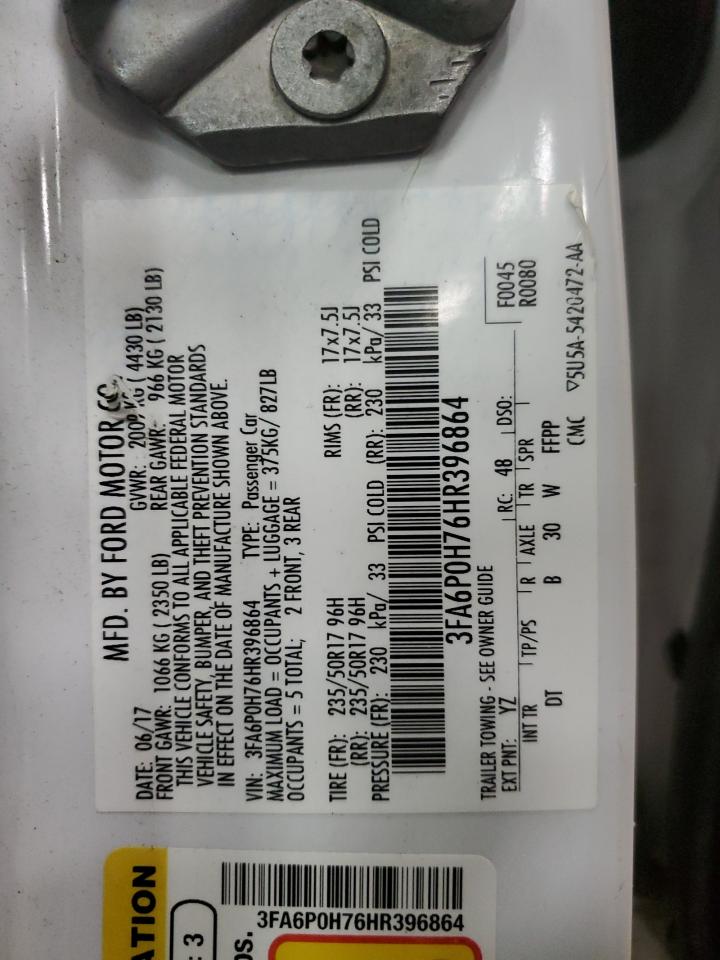 MFD. BY FORD MOTOR CO.
DATE: 06/17 GVWR: 2009 KG ( 4430 LB)
FRONT GAWR: 1066 KG ( 2350 LB) REAR GAWR: 966 KG ( 2130 LB)
THIS VEHICLE CONFORMS TO ALL APPLICABLE FEDERAL MOTOR
VEHICLE SAFETY, BUMPER, AND THEFT PREVENTION STANDARDS
IN EFFECT ON THE DATE OF MANUFACTURE SHOWN ABOVE.
VIN: 3FA6P0H76HR396864 TYPE: Passenger Car
MAXIMUM LOAD = OCCUPANTS + LUGGAGE = 375KG/ 827LB
OCCUPANTS = 5 TOTAL; 2 FRONT, 3 REAR
TIRE (FR): 235/50R17 96H RIMS (FR): 17x7.5J
(RR): 235/50R17 96H (RR): 17x7.5J
PRESSURE (FR): 230 kPa/ 33 PSI COLD (RR): 230 kPa/ 33 PSI COLD
3FA6P0H76HR396864
TRAILER TOWING - SEE OWNER GUIDE
EXT PNT: YZ RC: 48 DSO: F0045
R0080
INT TR TP/PS R AXLE TR SPR
DT B 30 W FFPP
CMC ▽5U5A-5420472-AA
ATION
: 3
3FA6P0H76HR396864
os.